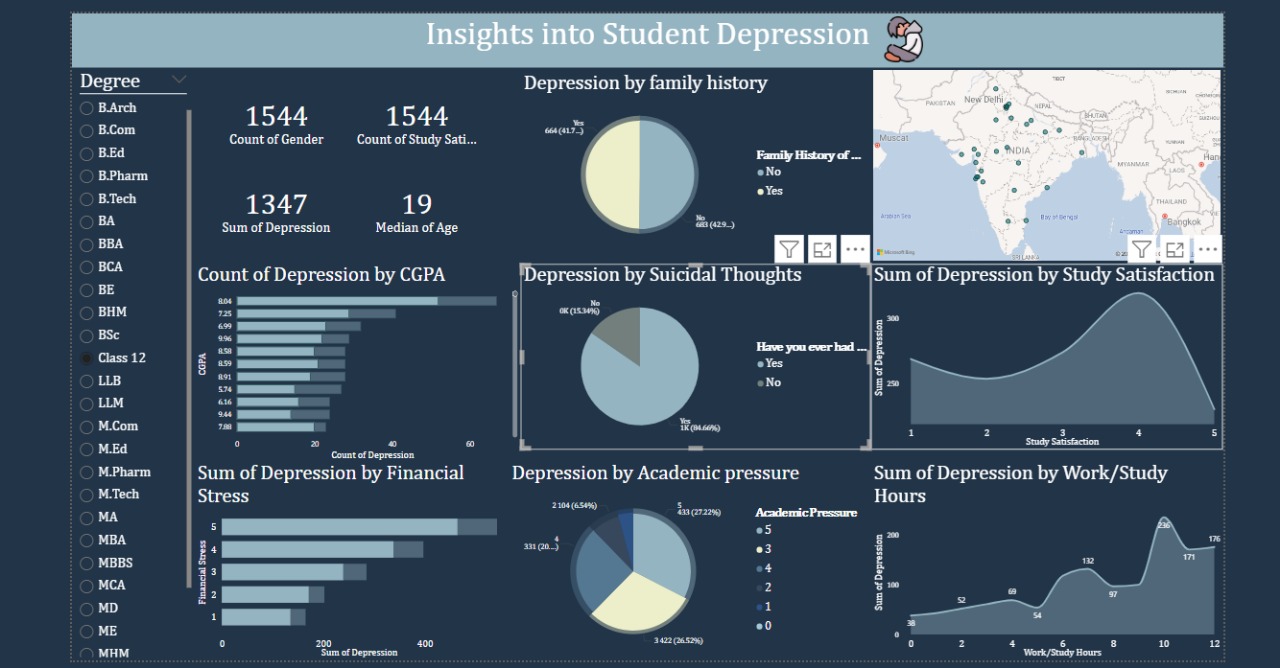 Insights into Student Depression
Degree
B.Arch
B.Com
B.Ed
B.Pharm
B.Tech
BA
BBA
BCA
BE
BHM
BSc
Class 12
LLB
LLM
M.Com
M.Ed
M.Pharm
M.Tech
MA
MBA
MBBS
MCA
MD
ME
MHM
1544
Count of Gender
1544
Count of Study Sati...
1347
Sum of Depression
19
Median of Age
Depression by family history
Yes
664 (41.7...)
No
683 (42.9...)
Family History of ...
No
Yes
TIBET
SICHUAN
CHONGQING
New Delhi
PAKISTAN
NEPAL
BHUTAN
GUIZHOU
Muscat
BANGLADESH
YUNNAN
INDIA
MYANMAR
Han
LAOS
THAILAND
Arabian Sea
Bay of Bengal
Bangkok
Arcaman
Microsoft Bing
SRI LANKA
Count of Depression by CGPA
CGPA
8.04
7.25
6.99
9.96
8.58
8.59
8.91
5.74
6.16
9.44
7.88
0 20 40 60
Count of Depression
Depression by Suicidal Thoughts
No
0K (15.34%)
Yes
1K (84.66%)
Have you ever had ...
Yes
No
Sum of Depression by Study Satisfaction
Sum of Depression
300
250
1 2 3 4 5
Study Satisfaction
Sum of Depression by Financial
Stress
Financial Stress
5
4
3
2
1
0 200 400
Sum of Depression
Depression by Academic pressure
2 104 (6.54%)
5
433 (27.22%)
4
331 (20...)
3 422 (26.52%)
Academic Pressure
5
3
4
2
1
0
Sum of Depression by Work/Study
Hours
Sum of Depression
200
100
0
38
52
69
54
132
97
236
171
176
0 2 4 6 8 10 12
Work/Study Hours